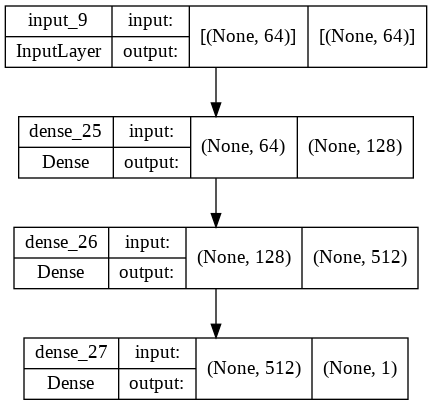 input_9 input: [(None, 64)] [(None, 64)]
InputLayer output:
dense_25 input: (None, 64) (None, 128)
Dense output:
dense_26 input: (None, 128) (None, 512)
Dense output:
dense_27 input: (None, 512) (None, 1)
Dense output: